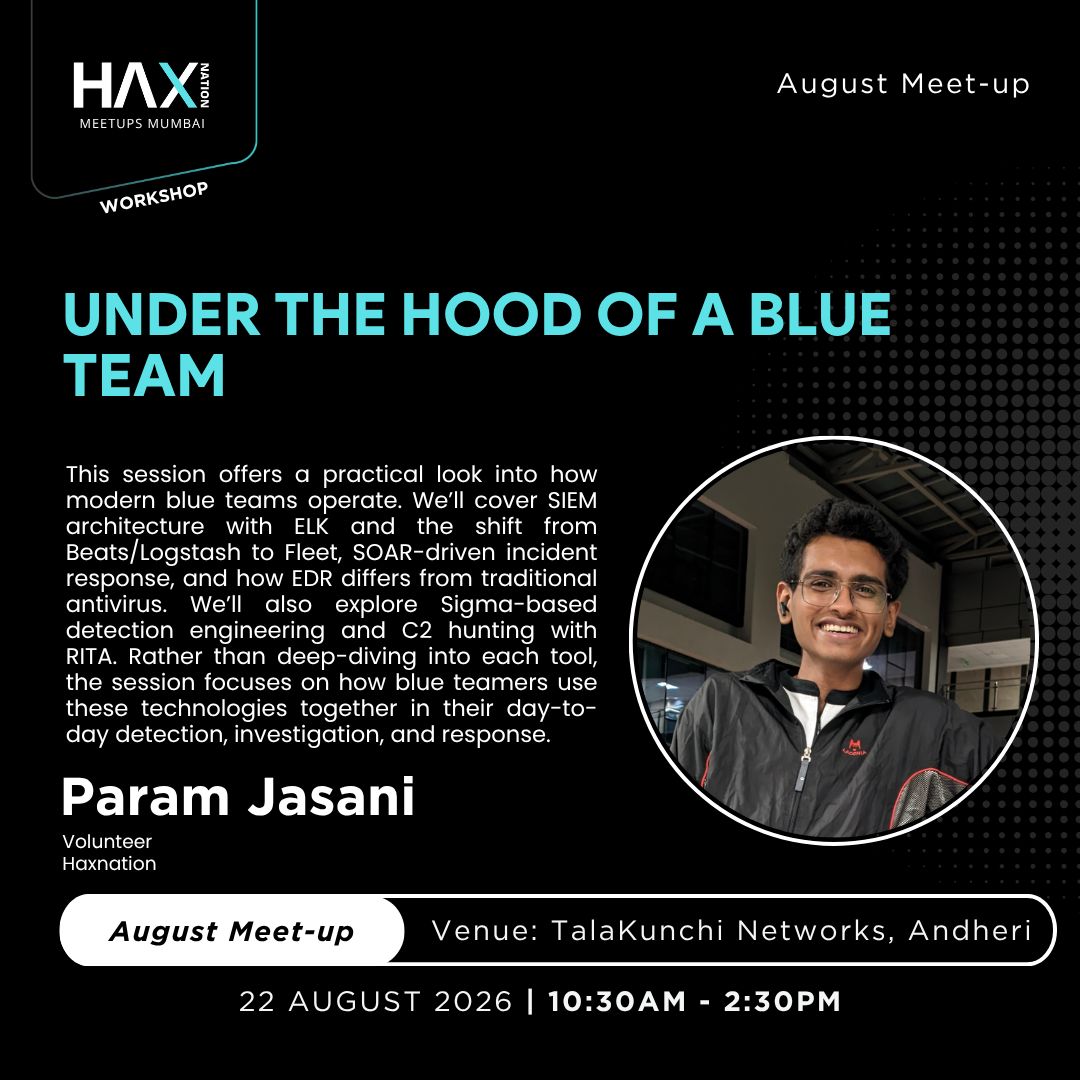 HAX NATION
MEETUPS MUMBAI
WORKSHOP
August Meet-up
UNDER THE HOOD OF A BLUE
TEAM
This session offers a practical look into how
modern blue teams operate. We’ll cover SIEM
architecture with ELK and the shift from
Beats/Logstash to Fleet, SOAR-driven incident
response, and how EDR differs from traditional
antivirus. We’ll also explore Sigma-based
detection engineering and C2 hunting with
RITA. Rather than deep-diving into each tool,
the session focuses on how blue teamers use
these technologies together in their day-to-
day detection, investigation, and response.
Param Jasani
Volunteer
Haxnation
August Meet-up
Venue: TalaKunchi Networks, Andheri
22 AUGUST 2026 | 10:30AM - 2:30PM